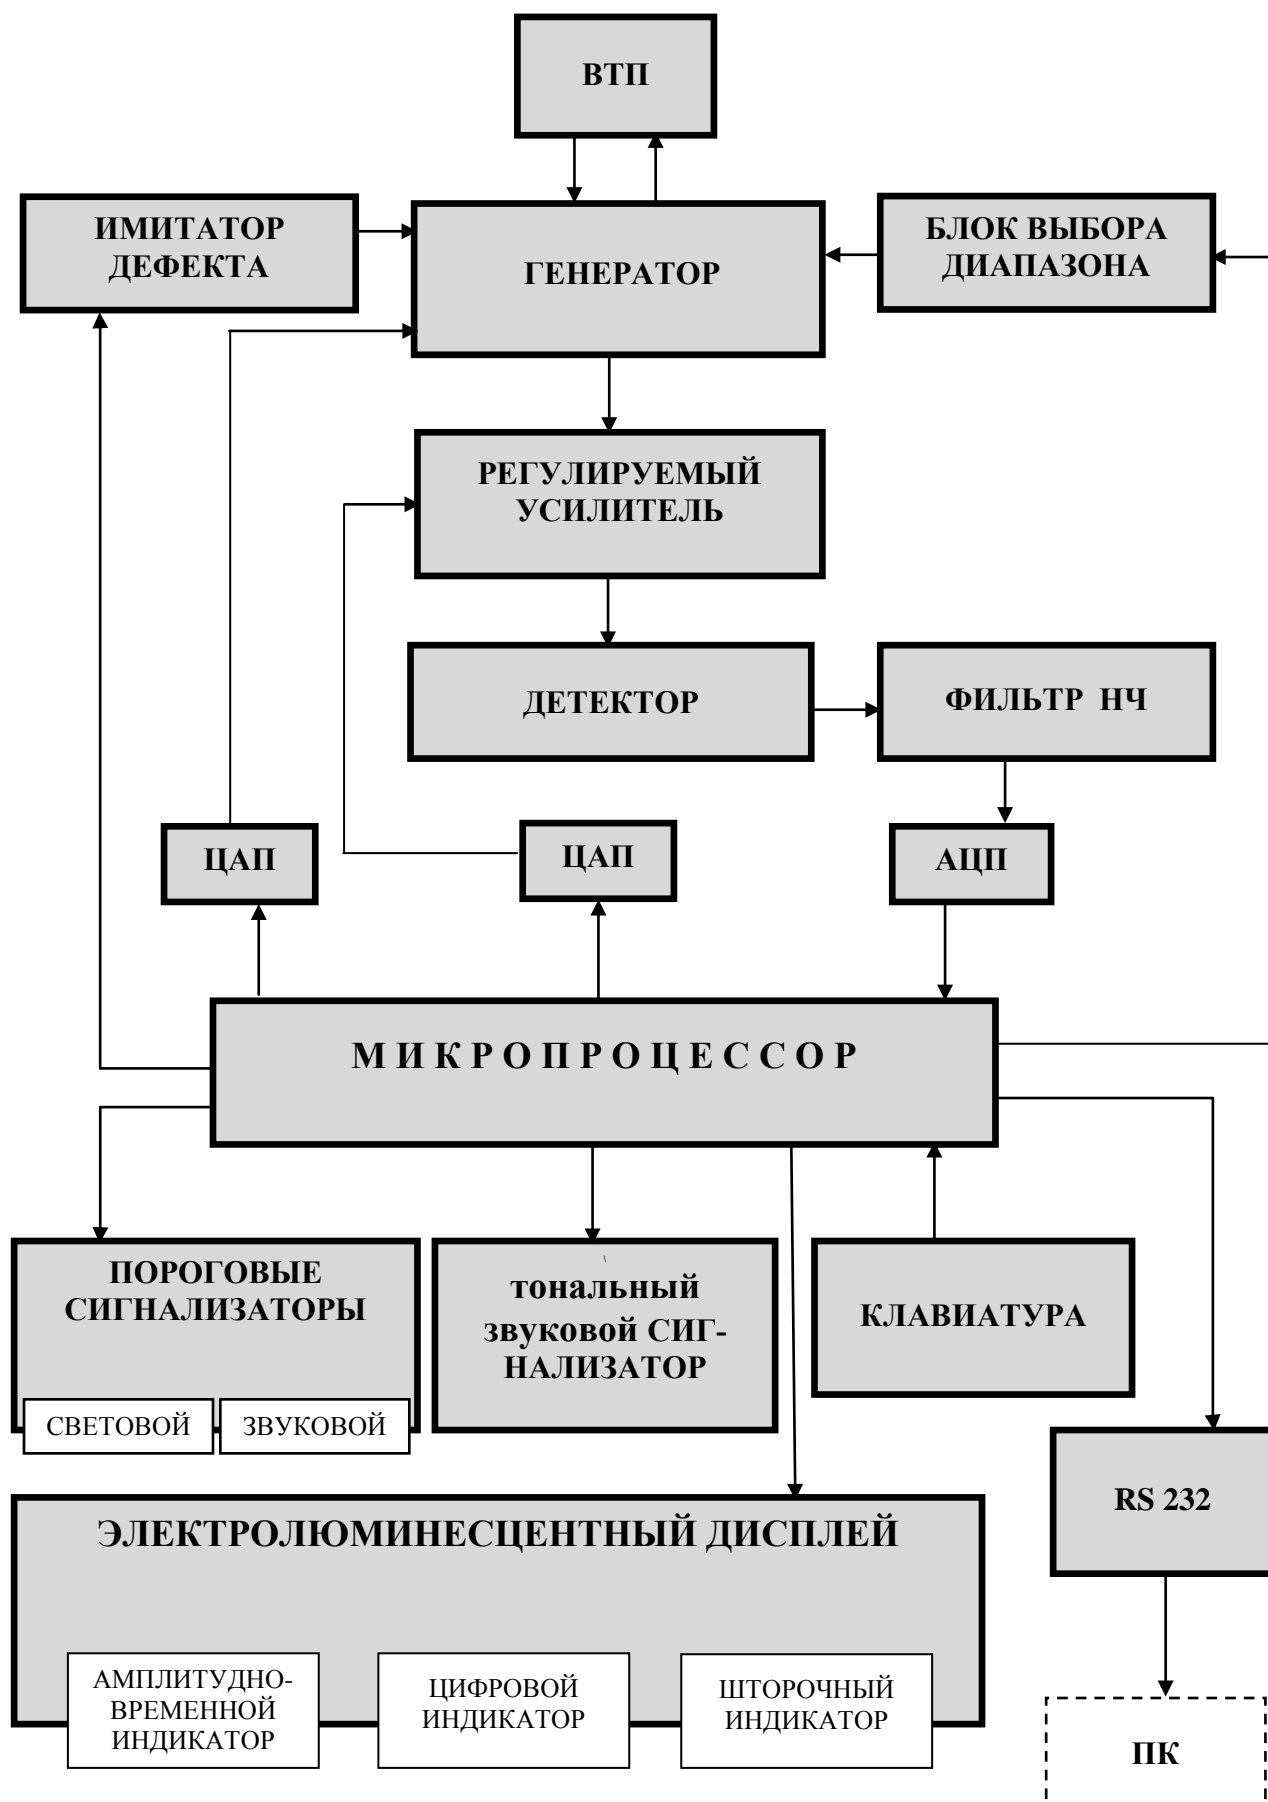 ВТП
ИМИТАТОР
ДЕФЕКТА
ГЕНЕРАТОР
БЛОК ВЫБОРА
ДИАПАЗОНА
РЕГУЛИРУЕМЫЙ
УСИЛИТЕЛЬ
ДЕТЕКТОР
ФИЛЬТР НЧ
ЦАП
ЦАП
АЦП
М И К Р О П Р О Ц Е С С О Р
ПОРОГОВЫЕ
СИГНАЛИЗАТОРЫ
СВЕТОВОЙ
ЗВУКОВОЙ
тональный
звуковой СИГ-
НАЛИЗАТОР
КЛАВИАТУРА
RS 232
ЭЛЕКТРОЛЮМИНЕСЦЕНТНЫЙ ДИСПЛЕЙ
АМПЛИТУДНО-
ВРЕМЕННОЙ
ИНДИКАТОР
ЦИФРОВОЙ
ИНДИКАТОР
ШТОРОЧНЫЙ
ИНДИКАТОР
ПК